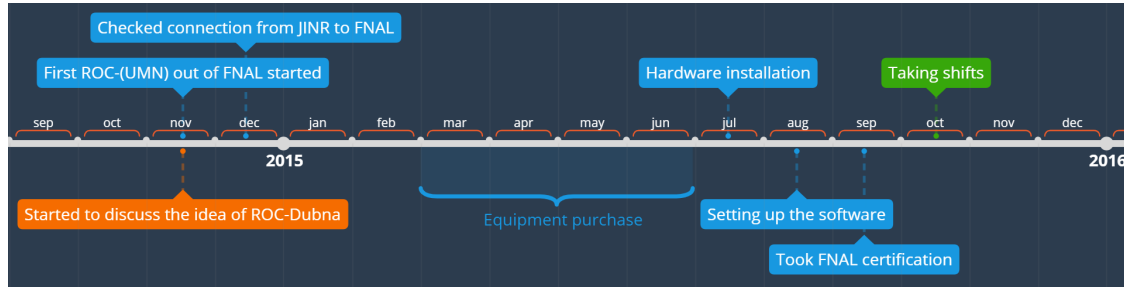 Checked connection from JINR to FNAL
First ROC-(UMN) out of FNAL started
Hardware installation
Taking shifts
sep oct nov dec jan feb mar apr may jun jul aug sep oct nov dec
2015
2016
Started to discuss the idea of ROC-Dubna
Equipment purchase
Setting up the software
Took FNAL certification